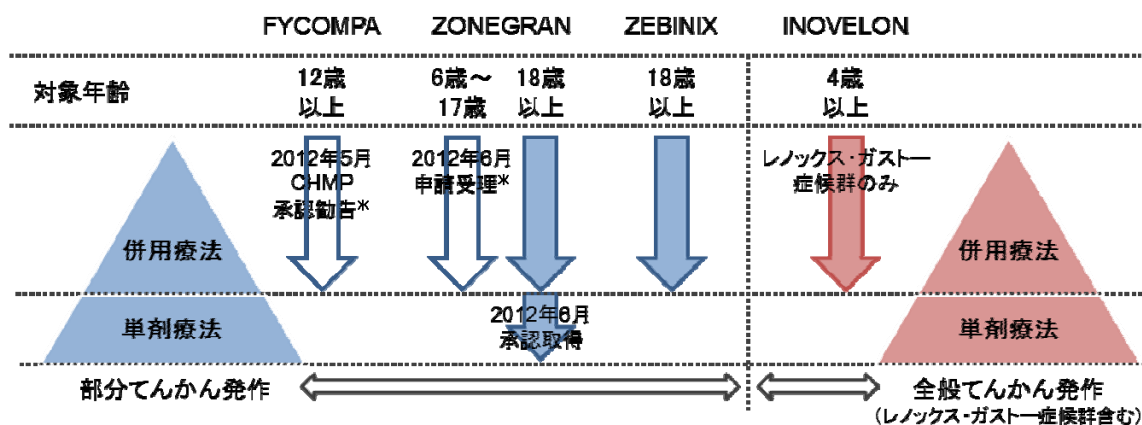 FYCOMPA ZONEGRAN ZEBINIX INOVELON
対象年齢
12歳
以上
6歳～
17歳
18歳
以上
18歳
以上
4歳
以上
2012年5月
CHMP
承認勧告*
2012年6月
申請受理*
レノックス・ガストー
症候群のみ
併用療法
併用療法
単剤療法
2012年6月
承認取得
単剤療法
部分てんかん発作
全般てんかん発作
(レノックス・ガストー症候群含む)